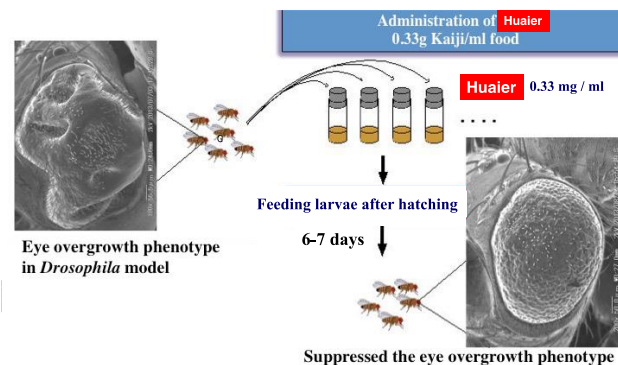 Administration of Huaier
0.33g Kaiji/ml food
Huaier 0.33 mg / ml
....
G
Feeding larvae after hatching
6-7 days
Eye overgrowth phenotype
in Drosophila model
Suppressed the eye overgrowth phenotype